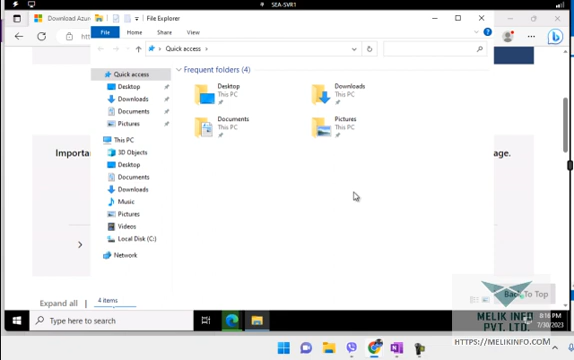 SEA-SVR1
Download Azur
File Explorer
File
Home
Share
View
Quick access
Quick access
Desktop
Downloads
Documents
Pictures
This PC
3D Objects
Desktop
Documents
Downloads
Music
Pictures
Videos
Local Disk (C:)
Network
Frequent folders (4)
Desktop
This PC
Downloads
This PC
Documents
This PC
Pictures
This PC
Importan
age.
4 items
Expand all
Back To Top
Type here to search
8:16 PM
7/30/2023
MELIK INFO
PVT. LTD.
HTTPS://MELIKINFO.COM